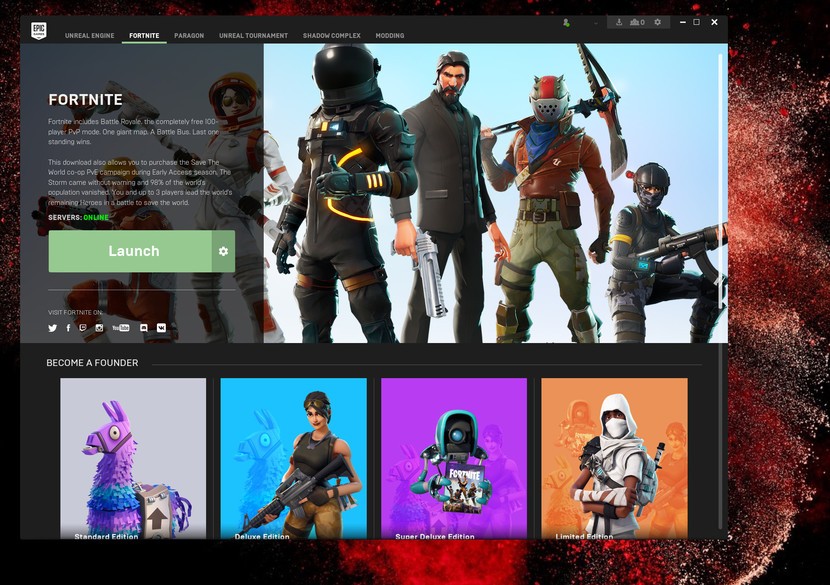 EPIC
GAMES
UNREAL ENGINE
FORTNITE
PARAGON
UNREAL TOURNAMENT
SHADOW COMPLEX
MODDING
0
FORTNITE
Fortnite includes Battle Royale, the completely free 100-
player PvP mode. One giant map. A Battle Bus. Last one
standing wins.
This download also allows you to purchase the Save The
World co-op PvE campaign during Early Access season. The
Storm came without warning and 98% of the world's
population vanished. You and up to 3 players lead the world's
remaining Heroes in a battle to save the world.
SERVERS: ONLINE
Launch
VISIT FORTNITE ON:
YouTube
BECOME A FOUNDER
FORTNITE
Standard Edition
Deluxe Edition
Super Deluxe Edition
Limited Edition